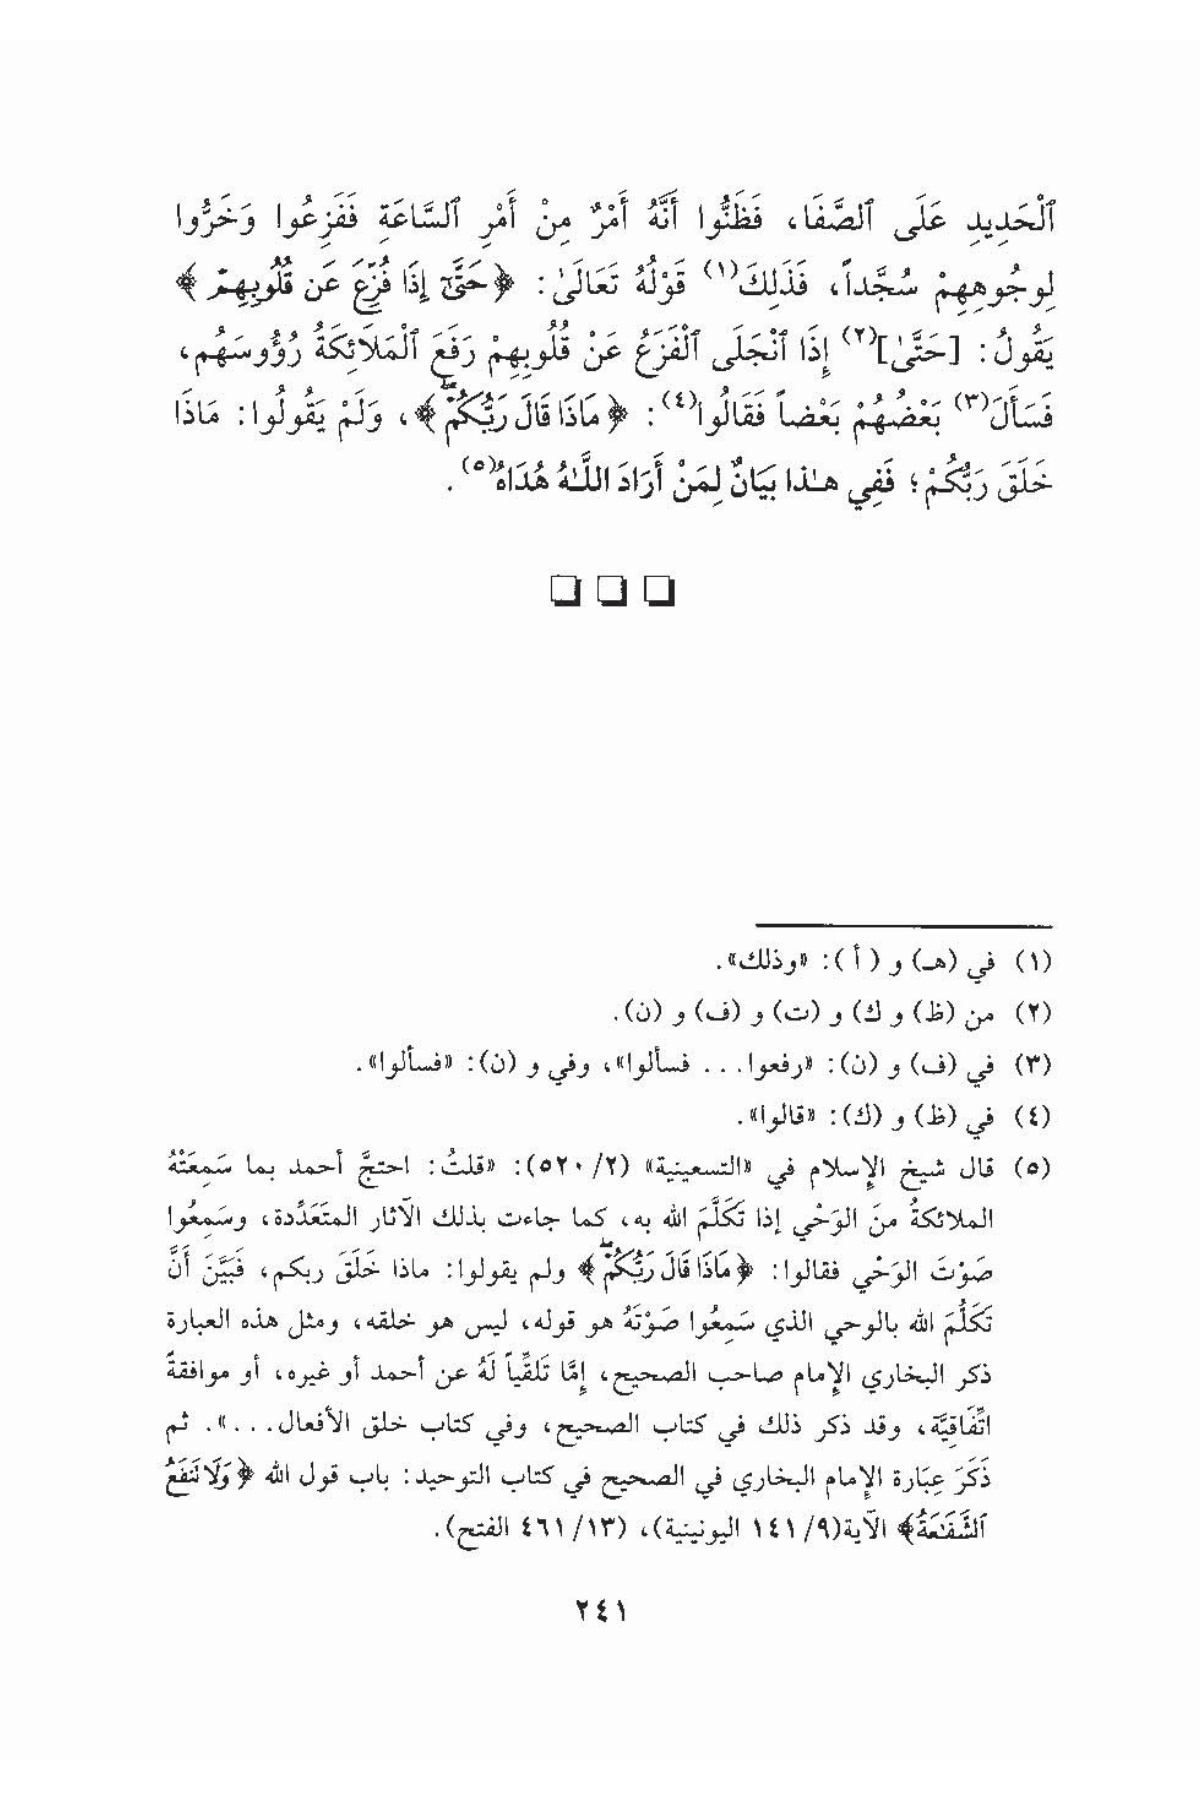 ٱلْحَدِيدِ عَلَى ٱلصَّفَا، فَظَنُّوا أَنَّهُ أَمْرٌ مِنْ أَمْرِ ٱلسَّاعَةِ فَفَزِعُوا وَخَرُّوا
لِوجُوهِهِمْ سُجَّداً، فَذَلِكَ(١) قَوْلُهُ تَعَالَىٰ: ﴿حَتَّىٰٓ إِذَا فُزِّعَ عَن قُلُوبِهِمْ﴾
يَقُولُ: [حَتَّىٰ](٢) إِذَا ٱنْجَلَى ٱلْفَزَعُ عَنْ قُلُوبِهِمْ رَفَعَ ٱلْمَلَائِكَةُ رُؤُوسَهُم،
فَسَأَلَ(٣) بَعْضُهُمْ بَعْضاً فَقَالُوا(٤): ﴿مَاذَا قَالَ رَبُّكُمْۖ﴾، وَلَمْ يَقُولُوا: مَاذَا
خَلَقَ رَبُّكُمْ؛ فَفِي هـٰذا بَيَانٌ لِمَنْ أَرَادَ اللَّـٰهُ هُدَاهُ(٥).
(١) في (هـ) و (أ): «وذلك».
(٢) من (ظ) و ك) و (ت) و (ف) و (ن).
(٣) في (ف) و (ن): «رفعوا... فسألوا»، وفي و (ن): «فسألوا».
(٤) في (ظ) و (ك): «قالوا».
(٥) قال شيخ الإسلام في «التسعينية» (٢/ ٥٢٠): «قلتُ: احتجَّ أحمد بما سَمِعَتْهُ
الملائكةُ منَ الوَحْي إذا تَكَلَّمَ الله به، كما جاءت بذلك الآثار المتَعَدِّدة، وسَمِعُوا
صَوْتَ الوَحْي فقالوا: ﴿مَاذَا قَالَ رَبُّكُمْۖ﴾ ولم يقولوا: ماذا خَلَقَ ربكم، فَبَيَّنَ أَنَّ
تَكَلُّمَ الله بالوحي الذي سَمِعُوا صَوْتَهُ هو قوله، ليس هو خلقه، ومثل هذه العبارة
ذكر البخاري الإمام صاحب الصحيح، إمَّا تَلقِّياً لَهُ عن أحمد أو غيره، أو موافقةً
اتِّفَاقِيَّة، وقد ذكر ذلك في كتاب الصحيح، وفي كتاب خلق الأفعال...». ثم
ذَكَرَ عِبَارة الإمام البخاري في الصحيح في كتاب التوحيد: باب قول الله ﴿وَلَا تَنفَعُ
ٱلشَّفَٰعَةُ﴾ الآية(٩/ ١٤١ اليونينية)، (١٣/ ٤٦١ الفتح).
٢٤١